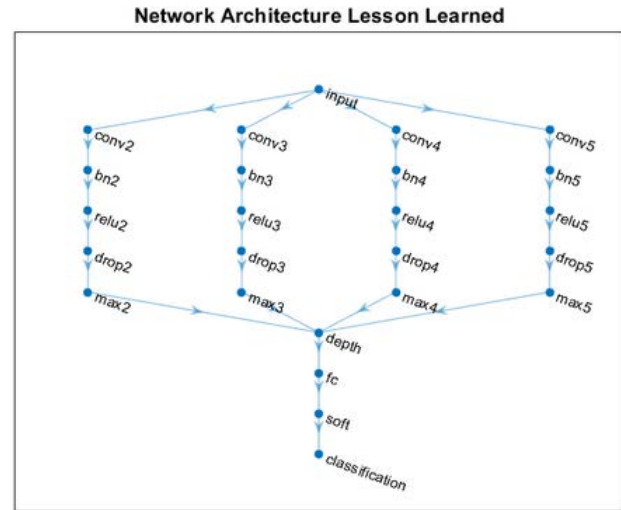 Network Architecture Lesson Learned
input
conv2 conv3 conv4 conv5
bn2 bn3 bn4 bn5
relu2 relu3 relu4 relu5
drop2 drop3 drop4 drop5
max2 max3 max4 max5
depth
fc
soft
classification